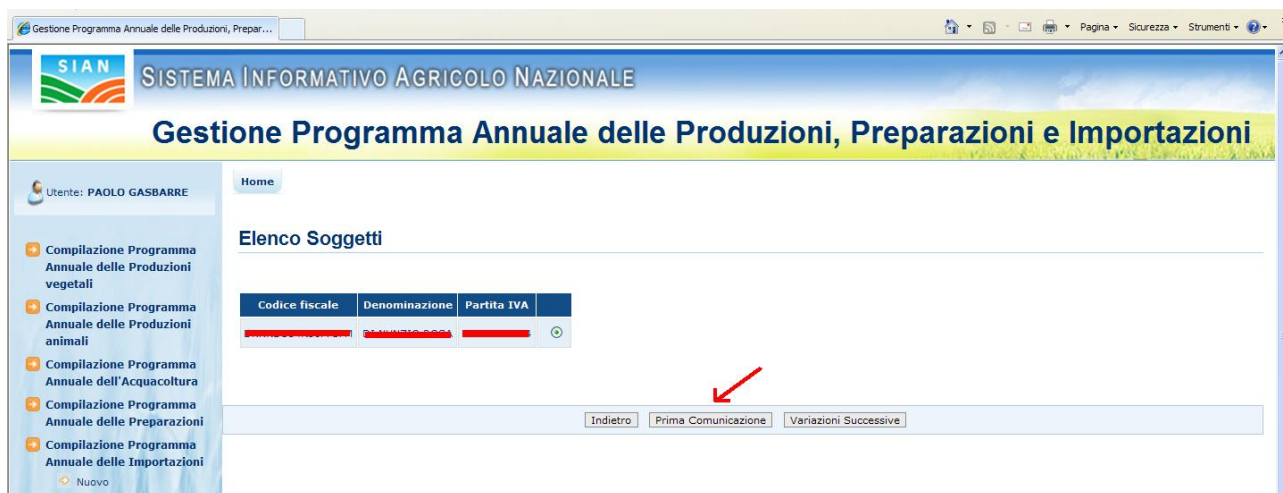 Gestione Programma Annuale delle Produzioni, Prepar...
Pagina
Sicurezza
Strumenti
SIAN
SISTEMA INFORMATIVO AGRICOLO NAZIONALE
Gestione Programma Annuale delle Produzioni, Preparazioni e Importazioni
Utente: PAOLO GASBARRE
Home
Compilazione Programma
Annuale delle Produzioni
vegetali
Compilazione Programma
Annuale delle Produzioni
animali
Compilazione Programma
Annuale dell'Acquacoltura
Compilazione Programma
Annuale delle Preparazioni
Compilazione Programma
Annuale delle Importazioni
Nuovo
Elenco Soggetti
Codice fiscale Denominazione Partita IVA
Indietro Prima Comunicazione Variazioni Successive